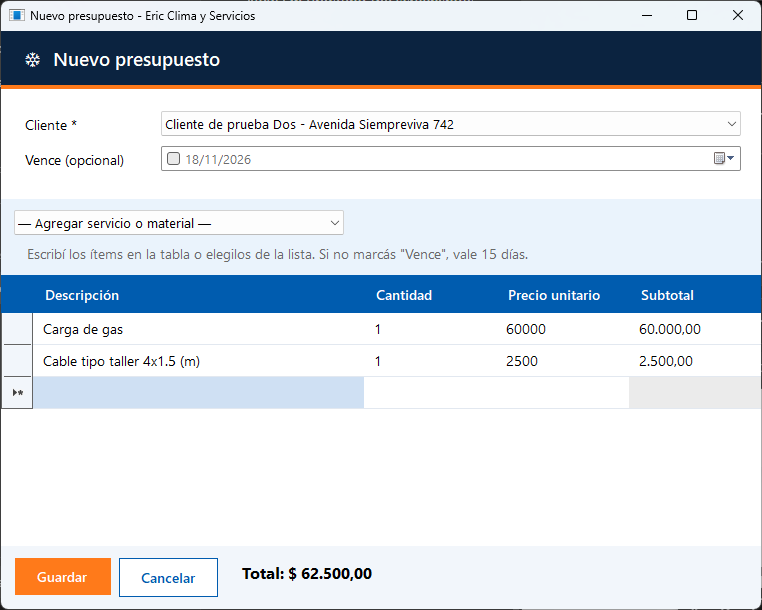 Nuevo presupuesto - Eric Clima y Servicios
Nuevo presupuesto
Cliente * Cliente de prueba Dos - Avenida Siempreviva 742
Vence (opcional) 18/11/2026
— Agregar servicio o material —
Escribí los ítems en la tabla o elegilos de la lista. Si no marcás "Vence", vale 15 días.
Descripción Cantidad Precio unitario Subtotal
Carga de gas 1 60000 60.000,00
Cable tipo taller 4x1.5 (m) 1 2500 2.500,00
Guardar Cancelar Total: $ 62.500,00